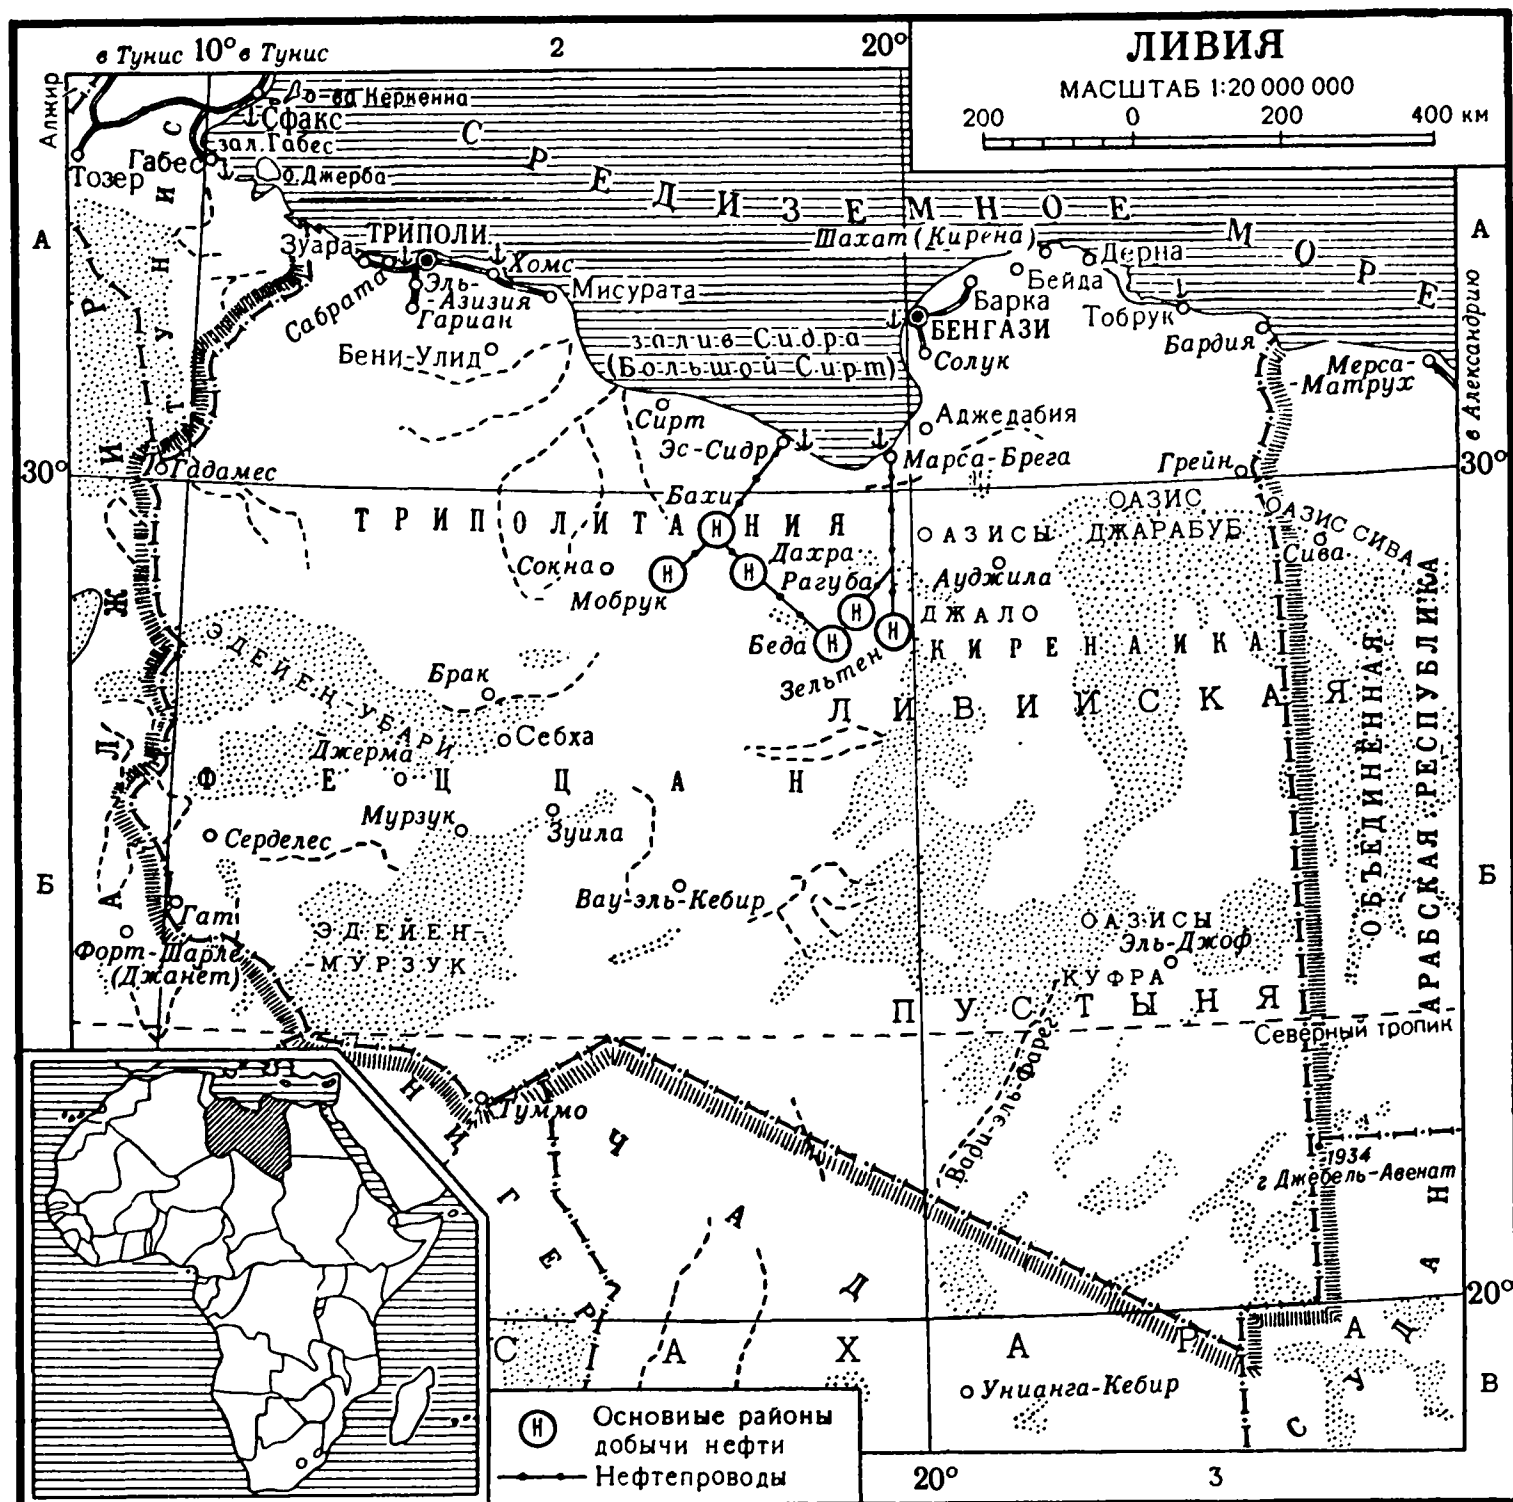 ЛИВИЯ
МАСШТАБ 1:20 000 000
200 0 200 400 км
в Тунис 10° в Тунис 2 20°
Алжир
о-ва Керкенна
Сфакс
зал. Габес
Габес
Тозер
о. Джерба
СРЕДИЗЕМНОЕ МОРЕ
А
А
ТУНИС
Зуара
ТРИПОЛИ
Сабрата
Эль-
-Азизия
Гариан
Хомс
Мисурата
Бени-Улид
залив Сидра
(Большой Сирт)
Шахат (Кирена)
Дерна
Бейда
Барка
БЕНГАЗИ
Солук
Тобрук
Бардия
Мерса-
-Матрух
в Александрию
Сирт
Эс-Сидр
Аджедабия
Марса-Брега
Грейн
30°
30°
Гадамес
Бахи
ТРИПОЛИТАНИЯ
ОАЗИС
ДЖАРАБУБ
ОАЗИС СИВА
Сива
Сокна
Мобрук
Н
Н
Н
Н
Н
Н
Дахра
Рагуба
Беда
Зельтен
ОАЗИСЫ
Ауджила
ДЖАЛО
КИРЕНАИКА
ЭДЕЙЕН-УБАРИ
Брак
Себха
Джерма
ФЕЦЦАН
Мурзук
Зуила
Серделес
ЛИВИЙСКАЯ
ПУСТЫНЯ
ОБЪЕДИНЁННАЯ
АРАБСКАЯ РЕСПУБЛИКА
АЛЖИР
Б
Б
Гат
Форт-Шарле
(Джанет)
ЭДЕЙЕН-
-МУРЗУК
Вау-эль-Кебир
ОАЗИСЫ
Эль-Джоф
КУФРА
Северный тропик
Вади-эль-Фарег
Туммо
НИГЕР
ЧАД
1934
г Джебель-Авенат
СУДАН
20°
САХАРА
Унианга-Кебир
В
Н Основные районы
добычи нефти
Нефтепроводы
20° 3